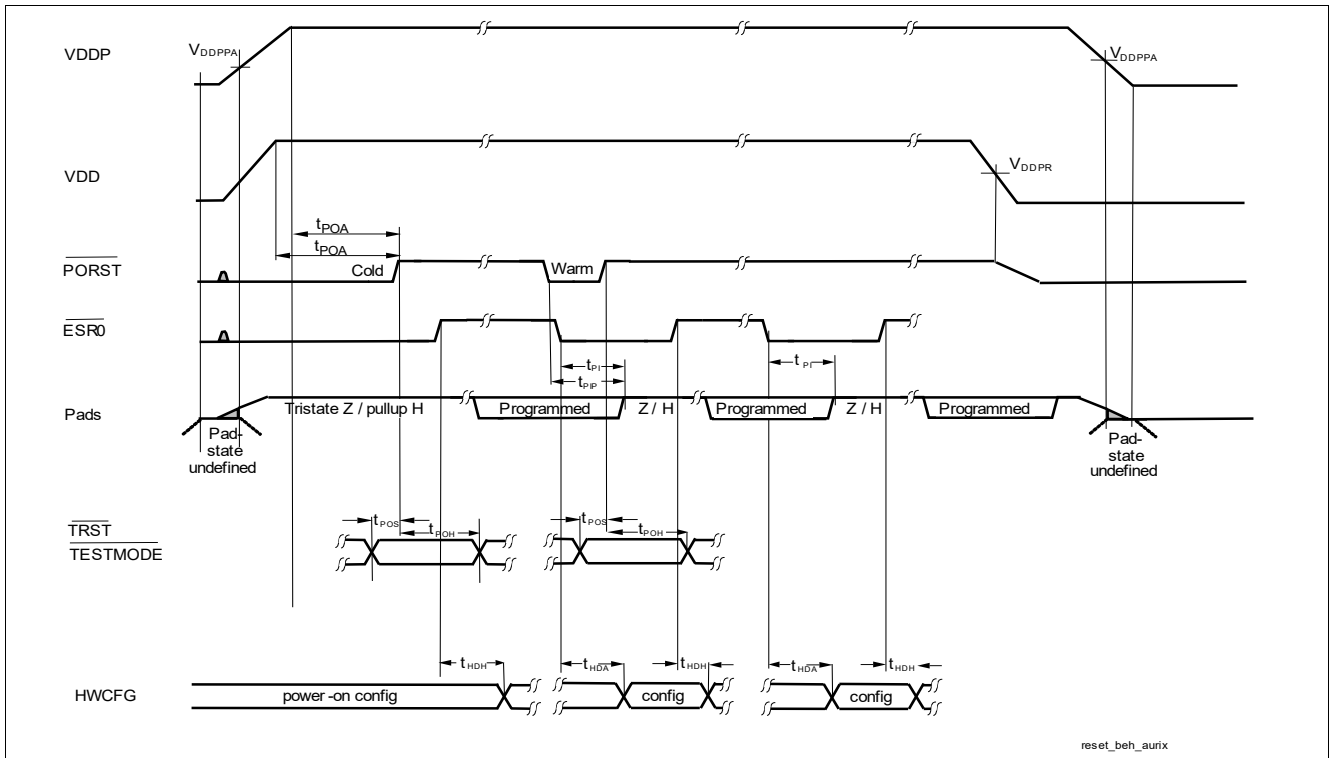 VDDP
VDDPPA
VDDPPA
VDD
VDDPR
tPOA
tPOA
PORST
Cold
Warm
ESR0
tPI
tPI
tPIP
Pads
Tristate Z / pullup H
Programmed
Z / H
Programmed
Z / H
Programmed
Pad-
state
undefined
Pad-
state
undefined
TRST
TESTMODE
tPOS
tPOH
tPOS
tPOH
tHDH
tHDA
tHDH
tHDA
tHDH
HWCFG
power -on config
config
config
reset_beh_aurix